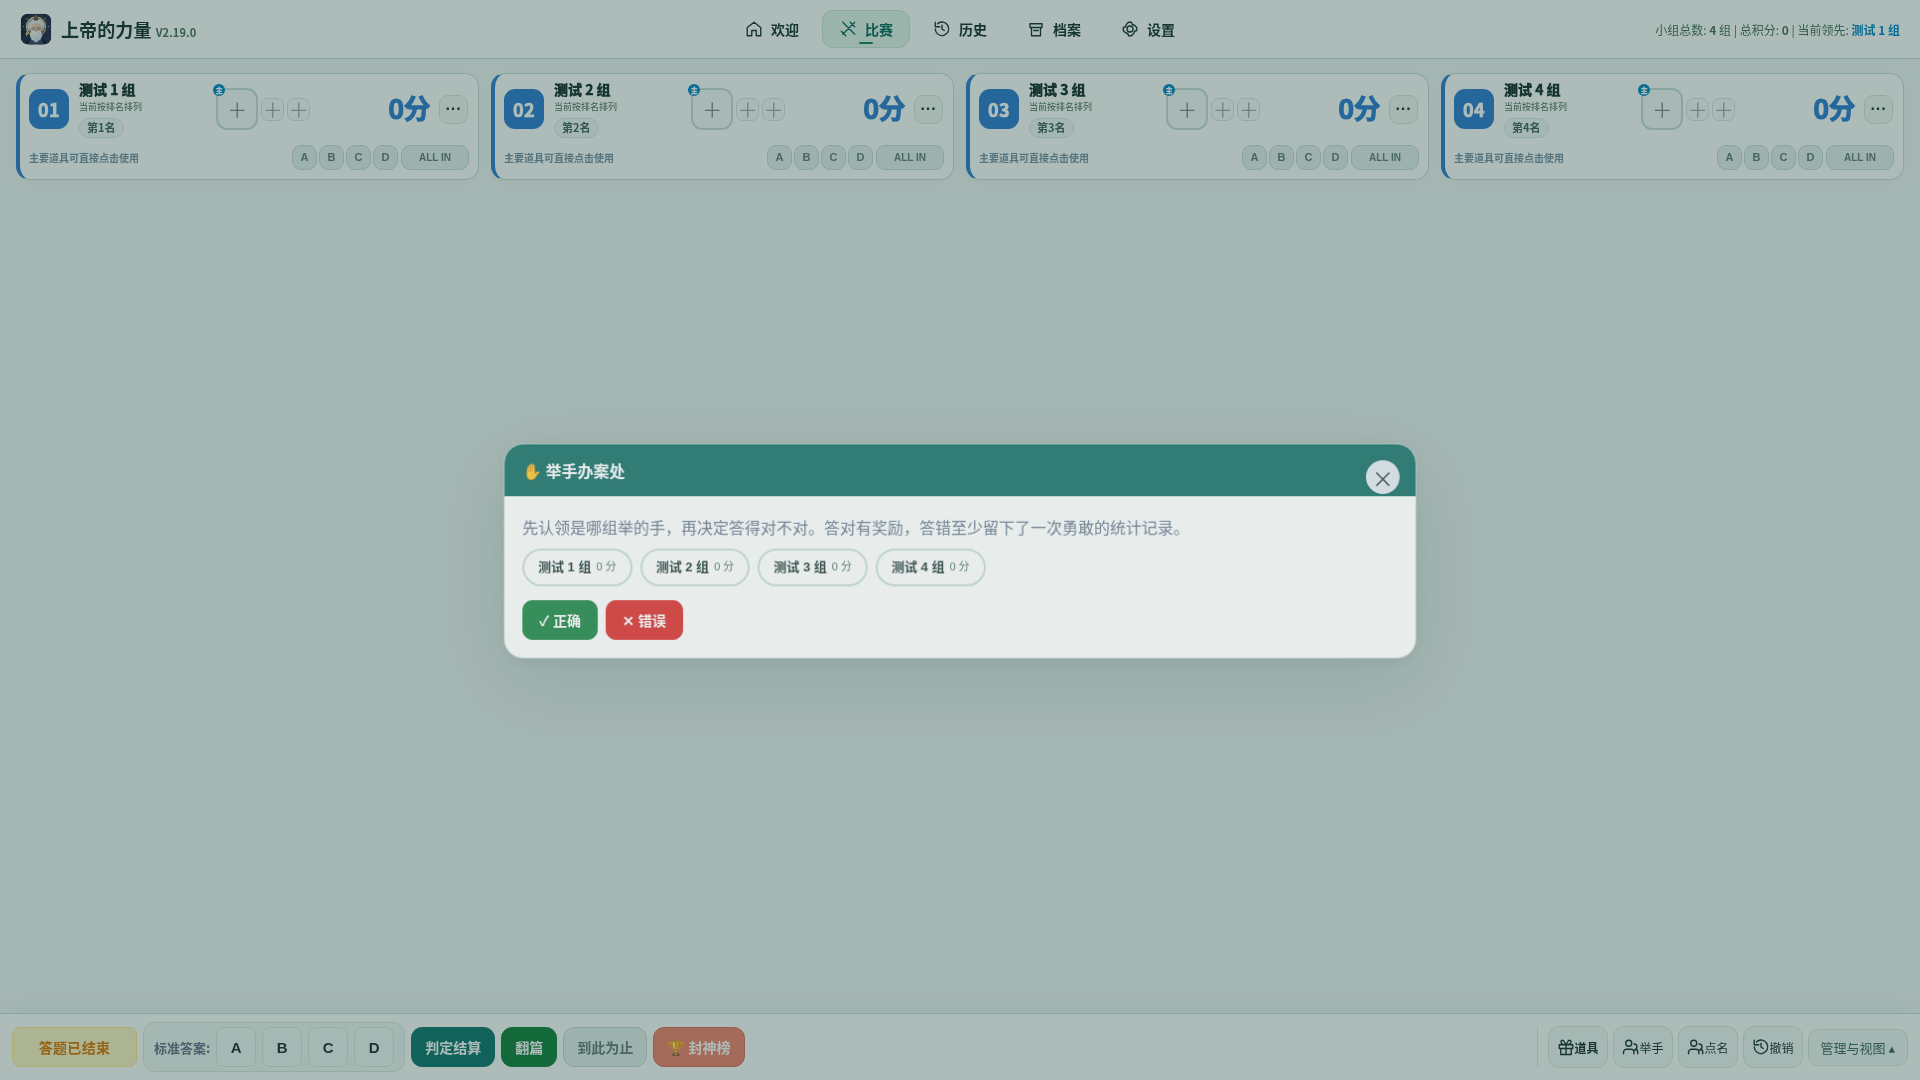 上帝的力量 V2.19.0
欢迎
比赛
历史
档案
设置
小组总数: 4 组 | 总积分: 0 | 当前领先: 测试 1 组
01
测试 1 组
当前按排名排列
第1名
主
0分
主要道具可直接点击使用
A B C D ALL IN
02
测试 2 组
当前按排名排列
第2名
主
0分
主要道具可直接点击使用
A B C D ALL IN
03
测试 3 组
当前按排名排列
第3名
主
0分
主要道具可直接点击使用
A B C D ALL IN
04
测试 4 组
当前按排名排列
第4名
主
0分
主要道具可直接点击使用
A B C D ALL IN
✋ 举手办案处
先认领是哪组举的手，再决定答得对不对。答对有奖励，答错至少留下了一次勇敢的统计记录。
测试 1 组 0 分
测试 2 组 0 分
测试 3 组 0 分
测试 4 组 0 分
✓ 正确
✕ 错误
答题已结束
标准答案: A B C D
判定结算
翻篇
到此为止
🏆 封神榜
道具
举手
点名
撤销
管理与视图 ▴